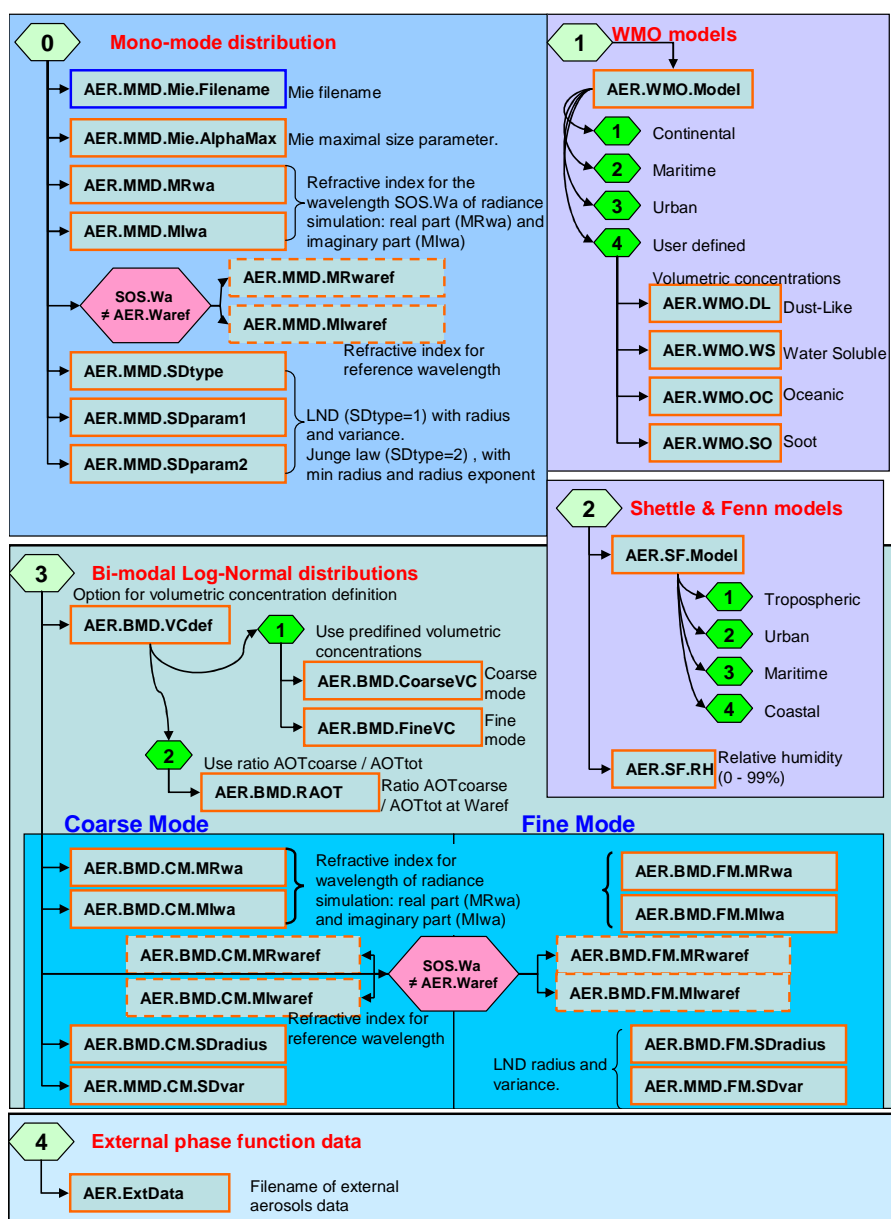 0
Mono-mode distribution
AER.MMD.Mie.Filename
Mie filename
AER.MMD.Mie.AlphaMax
Mie maximal size parameter.
AER.MMD.MRwa
AER.MMD.MIwa
Refractive index for the
wavelength SOS.Wa of radiance
simulation: real part (MRwa) and
imaginary part (MIwa)
SOS.Wa
≠ AER.Waref
AER.MMD.MRwaref
AER.MMD.MIwaref
Refractive index for
reference wavelength
AER.MMD.SDtype
AER.MMD.SDparam1
AER.MMD.SDparam2
LND (SDtype=1) with radius
and variance.
Junge law (SDtype=2) , with
min radius and radius exponent
1
WMO models
AER.WMO.Model
1
Continental
2
Maritime
3
Urban
4
User defined
Volumetric concentrations
AER.WMO.DL
Dust-Like
AER.WMO.WS
Water Soluble
AER.WMO.OC
Oceanic
AER.WMO.SO
Soot
2
Shettle & Fenn models
AER.SF.Model
1
Tropospheric
2
Urban
3
Maritime
4
Coastal
AER.SF.RH
Relative humidity
(0 - 99%)
3
Bi-modal Log-Normal distributions
Option for volumetric concentration definition
AER.BMD.VCdef
1
Use predifined volumetric
concentrations
AER.BMD.CoarseVC
Coarse
mode
AER.BMD.FineVC
Fine
mode
2
Use ratio AOTcoarse / AOTtot
AER.BMD.RAOT
Ratio AOTcoarse
/ AOTtot at Waref
Coarse Mode
Fine Mode
AER.BMD.CM.MRwa
AER.BMD.CM.MIwa
Refractive index for
wavelength of radiance
simulation: real part (MRwa)
and imaginary part (MIwa)
AER.BMD.FM.MRwa
AER.BMD.FM.MIwa
AER.BMD.CM.MRwaref
AER.BMD.CM.MIwaref
Refractive index for
reference wavelength
SOS.Wa
≠ AER.Waref
AER.BMD.FM.MRwaref
AER.BMD.FM.MIwaref
AER.BMD.CM.SDradius
AER.MMD.CM.SDvar
LND radius and
variance.
AER.BMD.FM.SDradius
AER.MMD.FM.SDvar
4
External phase function data
AER.ExtData
Filename of external
aerosols data